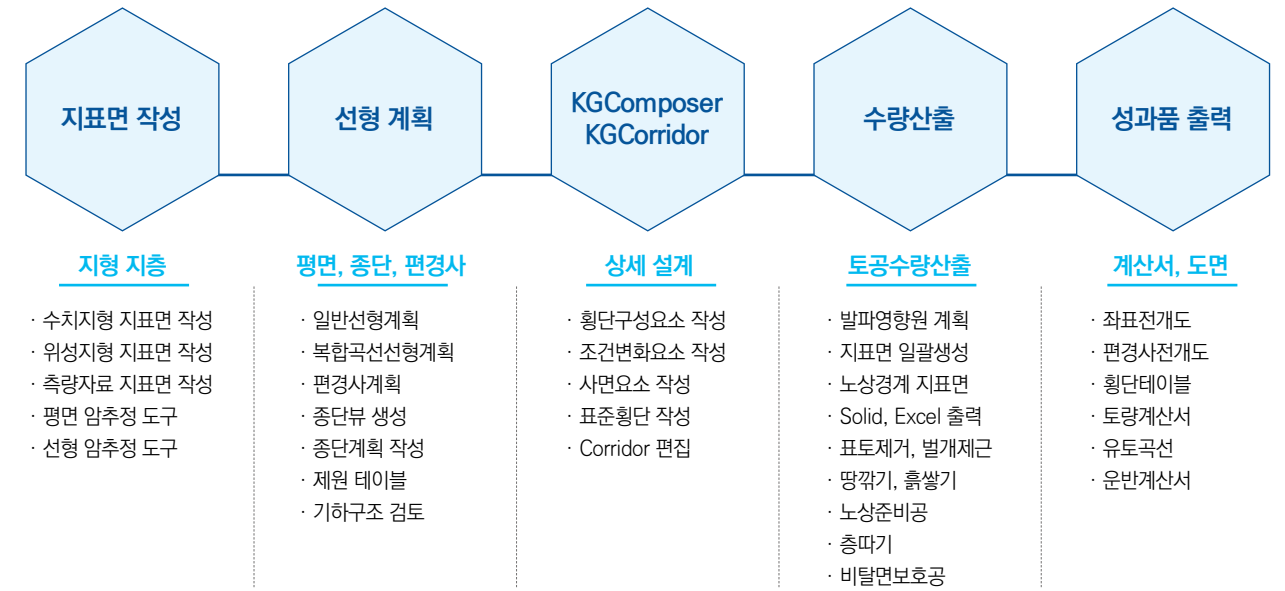 지표면 작성
선형 계획
KGComposer
KGCorridor
수량산출
성과품 출력
지형 지층
· 수치지형 지표면 작성
· 위성지형 지표면 작성
· 측량자료 지표면 작성
· 평면 암추정 도구
· 선형 암추정 도구
평면, 종단, 편경사
· 일반선형계획
· 복합곡선선형계획
· 편경사계획
· 종단뷰 생성
· 종단계획 작성
· 제원 테이블
· 기하구조 검토
상세 설계
· 횡단구성요소 작성
· 조건변화요소 작성
· 사면요소 작성
· 표준횡단 작성
· Corridor 편집
토공수량산출
· 발파영향원 계획
· 지표면 일괄생성
· 노상경계 지표면
· Solid, Excel 출력
· 표토제거, 벌개제근
· 땅깎기, 흙쌓기
· 노상준비공
· 층따기
· 비탈면보호공
계산서, 도면
· 좌표전개도
· 편경사전개도
· 횡단테이블
· 토량계산서
· 유토곡선
· 운반계산서